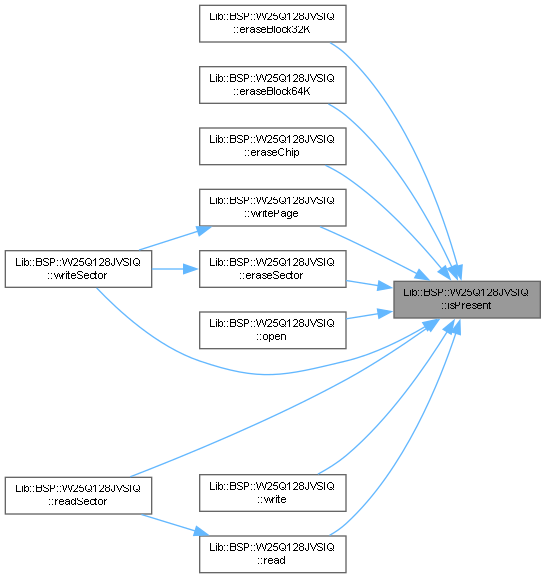 Lib::BSP::W25Q128JVSIQ
::eraseBlock32K
Lib::BSP::W25Q128JVSIQ
::eraseBlock64K
Lib::BSP::W25Q128JVSIQ
::eraseChip
Lib::BSP::W25Q128JVSIQ
::writePage
Lib::BSP::W25Q128JVSIQ
::writeSector
Lib::BSP::W25Q128JVSIQ
::eraseSector
Lib::BSP::W25Q128JVSIQ
::isPresent
Lib::BSP::W25Q128JVSIQ
::open
Lib::BSP::W25Q128JVSIQ
::readSector
Lib::BSP::W25Q128JVSIQ
::write
Lib::BSP::W25Q128JVSIQ
::read